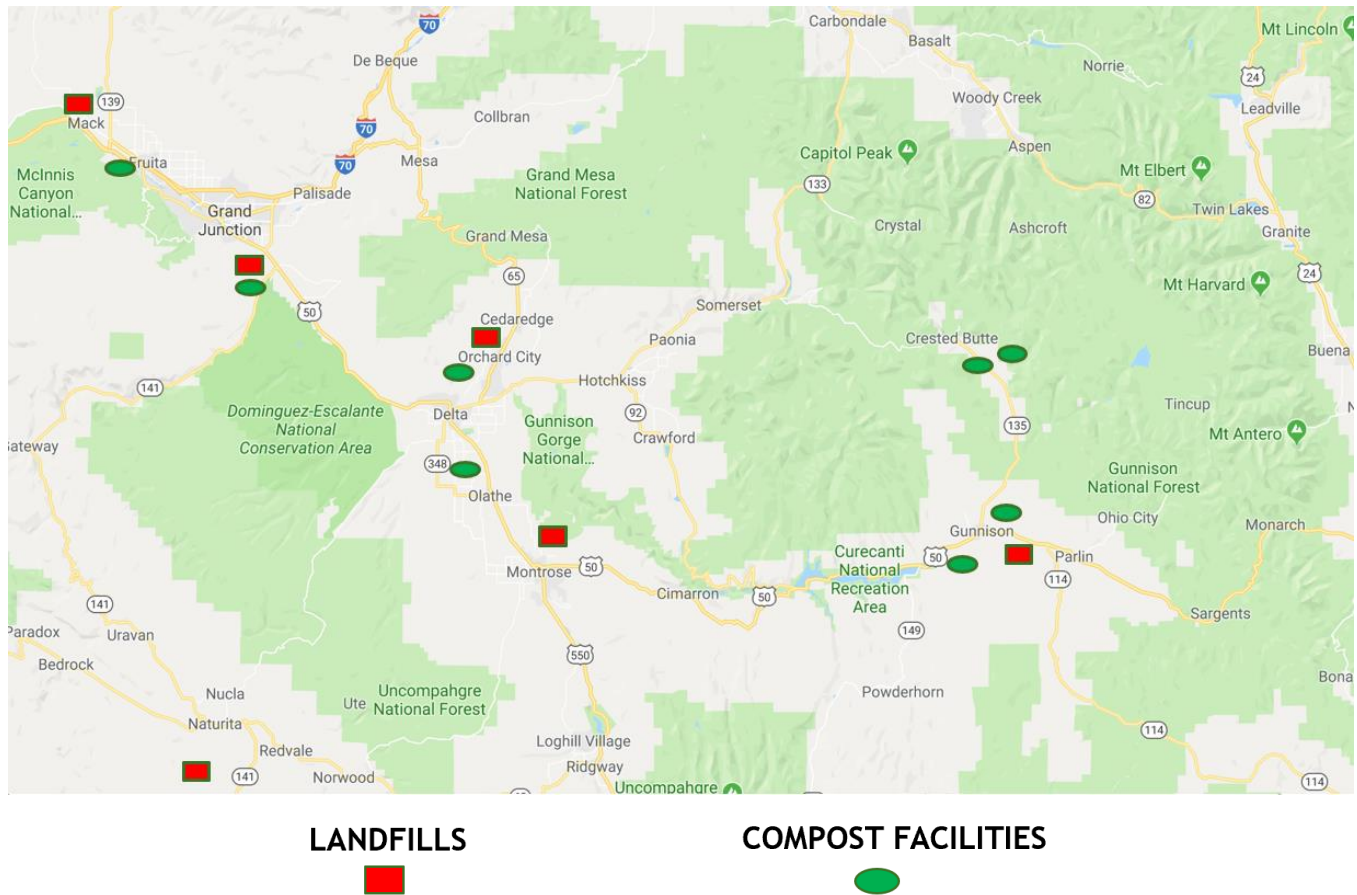 Carbondale
Mt Lincoln
70
Basalt
De Beque
Norrie
24
Woody Creek
Leadville
139
Mack
Collbran
70
Aspen
Capitol Peak
Mesa
70
Fruita
McInnis
Canyon
National...
Mt Elbert
Grand Mesa
National Forest
133
Palisade
82
Twin Lakes
Grand
Junction
Crystal
Ashcroft
Granite
Grand Mesa
24
65
Mt Harvard
50
Somerset
Cedaredge
Paonia
Crested Butte
Buena
Orchard City
Hotchkiss
141
Tincup
Dominguez-Escalante
National
Conservation Area
Delta
92
Gunnison
Gorge
National...
135
Mt Antero
Crawford
Gateway
348
Gunnison
National Forest
Olathe
Ohio City
Gunnison
Monarch
Curecanti
National
Recreation
Area
50
Parlin
Montrose
50
114
Cimarron
50
141
Sargents
Paradox
Uravan
149
550
Bedrock
Bona
Nucla
Ute
Uncompahgre
National Forest
Powderhorn
Naturita
114
Loghill Village
Redvale
Ridgway
141
Norwood
114
Uncompahgre
LANDFILLS
COMPOST FACILITIES